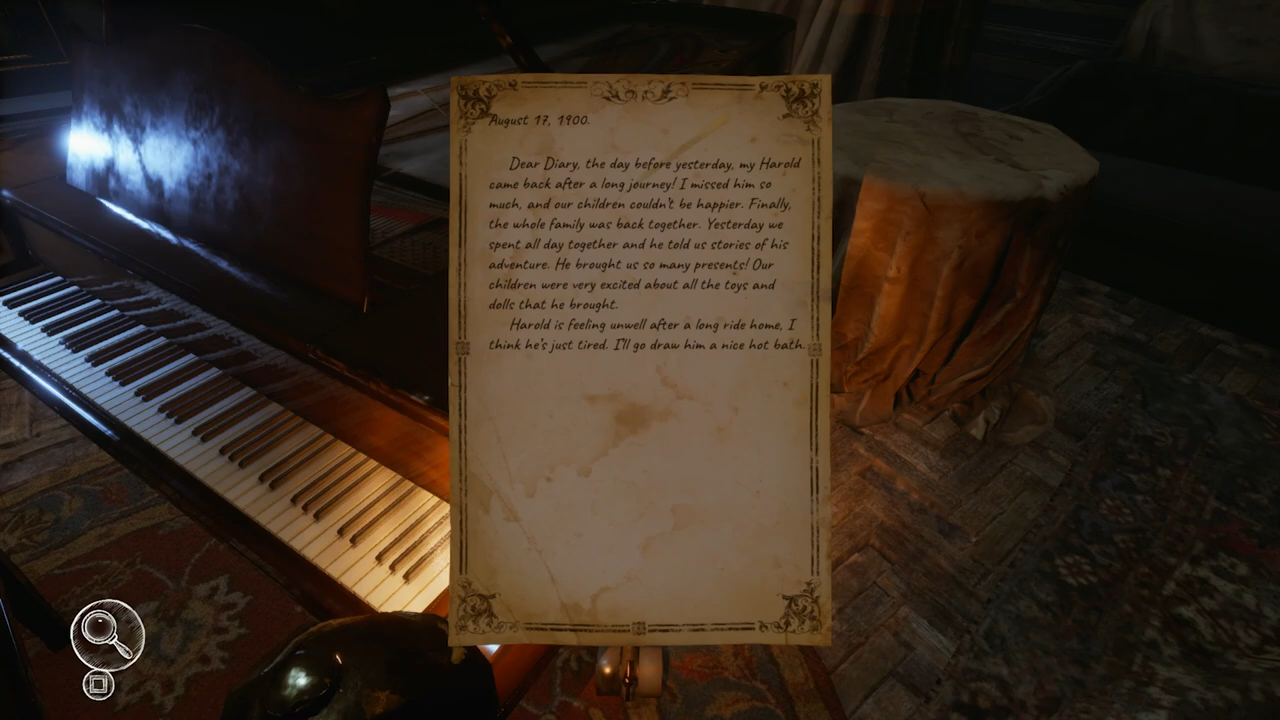 August 17, 1900.
Dear Diary, the day before yesterday, my Harold
came back after a long journey! I missed him so
much, and our children couldn't be happier. Finally,
the whole family was back together. Yesterday we
spent all day together and he told us stories of his
adventure. He brought us so many presents! Our
children were very excited about all the toys and
dolls that he brought.
Harold is feeling unwell after a long ride home, I
think he's just tired. I'll go draw him a nice hot bath.